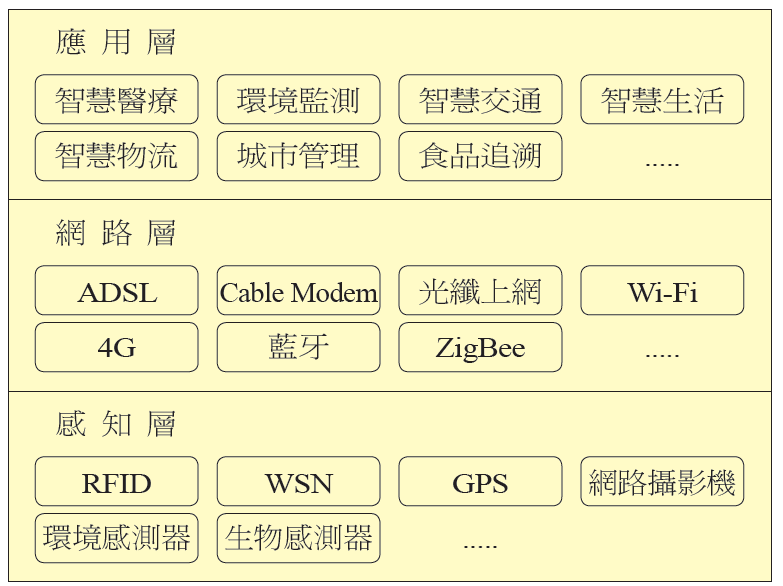 應用層
智慧醫療 環境監測 智慧交通 智慧生活
智慧物流 城市管理 食品追溯 .....
網路層
ADSL Cable Modem 光纖上網 Wi-Fi
4G 藍牙 ZigBee .....
感知層
RFID WSN GPS 網路攝影機
環境感測器 生物感測器 .....